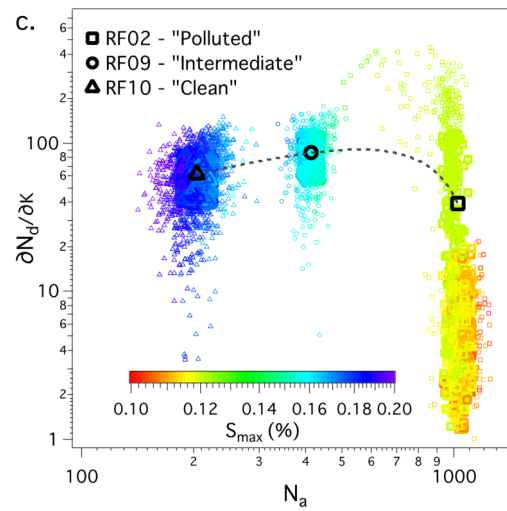 c.
RF02 - "Polluted"
RF09 - "Intermediate"
RF10 - "Clean"
∂N_d/∂κ
4
2
100
8
6
4
2
10
8
6
4
2
1
0.10 0.12 0.14 0.16 0.18 0.20
S_max (%)
100 2 3 4 5 6 7 8 9 1000
N_a